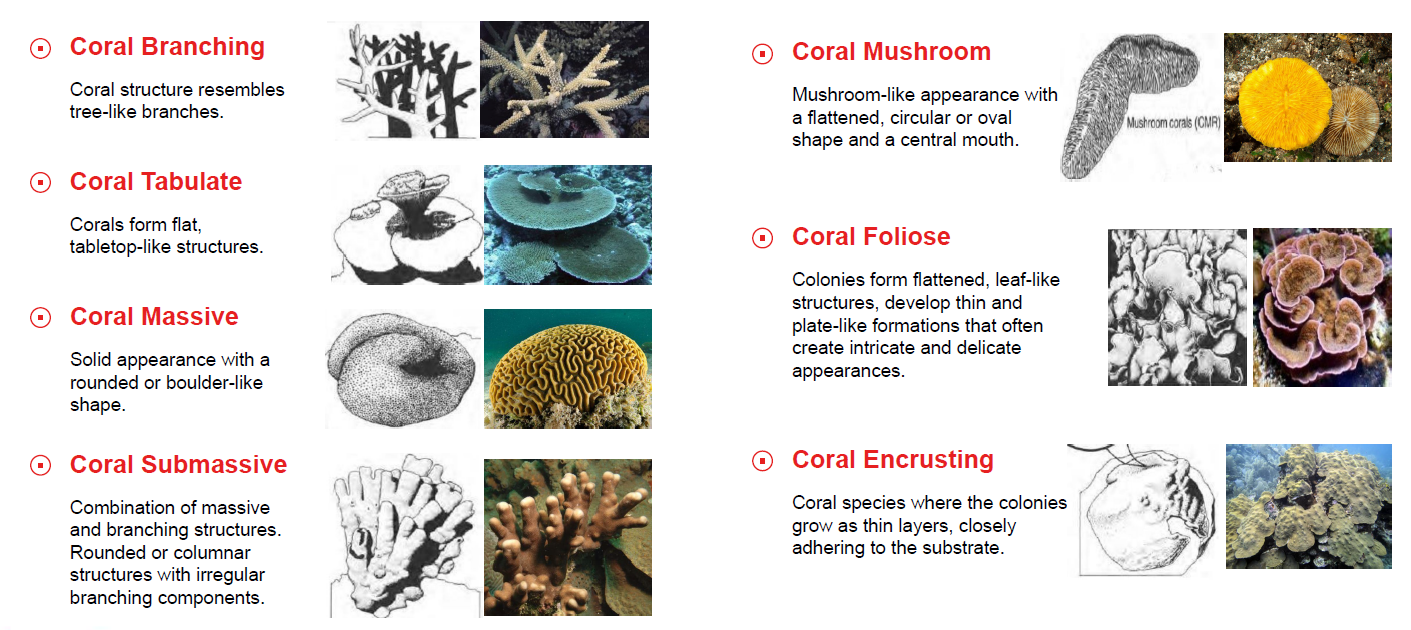 Coral Branching
Coral structure resembles
tree-like branches.
Coral Tabulate
Corals form flat,
tabletop-like structures.
Coral Massive
Solid appearance with a
rounded or boulder-like
shape.
Coral Submassive
Combination of massive
and branching structures.
Rounded or columnar
structures with irregular
branching components.
Coral Mushroom
Mushroom-like appearance with
a flattened, circular or oval
shape and a central mouth.
Mushroom corals (CMR)
Coral Foliose
Colonies form flattened, leaf-like
structures, develop thin and
plate-like formations that often
create intricate and delicate
appearances.
Coral Encrusting
Coral species where the colonies
grow as thin layers, closely
adhering to the substrate.